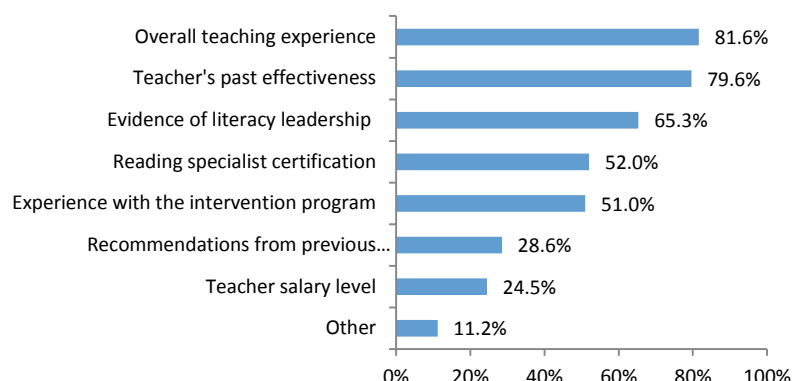 Overall teaching experience 81.6%
Teacher's past effectiveness 79.6%
Evidence of literacy leadership 65.3%
Reading specialist certification 52.0%
Experience with the intervention program 51.0%
Recommendations from previous... 28.6%
Teacher salary level 24.5%
Other 11.2%
0% 20% 40% 60% 80% 100%